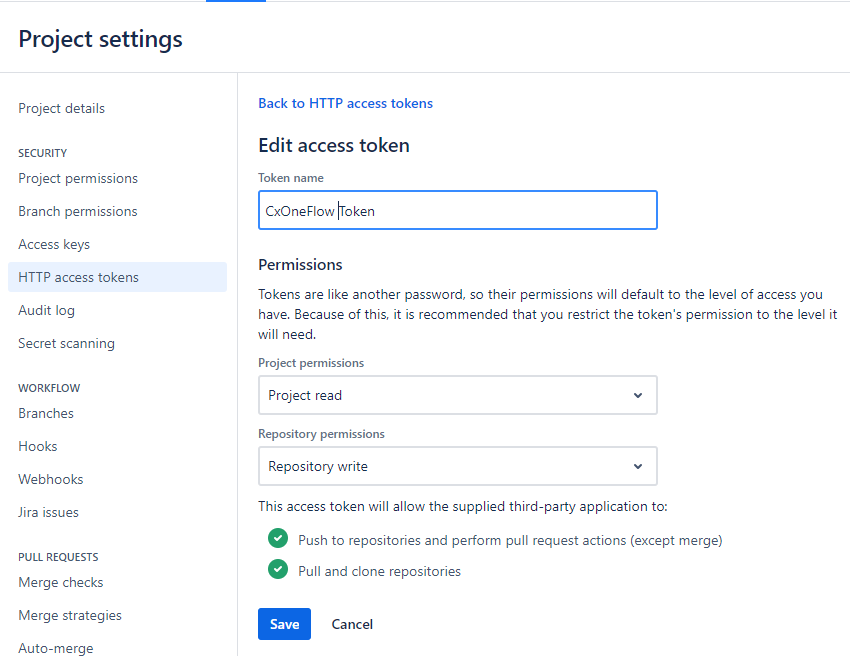 Project settings
Project details
SECURITY
Project permissions
Branch permissions
Access keys
HTTP access tokens
Audit log
Secret scanning
WORKFLOW
Branches
Hooks
Webhooks
Jira issues
PULL REQUESTS
Merge checks
Merge strategies
Auto-merge
Back to HTTP access tokens
Edit access token
Token name
CxOneFlow Token
Permissions
Tokens are like another password, so their permissions will default to the level of access you
have. Because of this, it is recommended that you restrict the token's permission to the level it
will need.
Project permissions
Project read
Repository permissions
Repository write
This access token will allow the supplied third-party application to:
Push to repositories and perform pull request actions (except merge)
Pull and clone repositories
Save Cancel